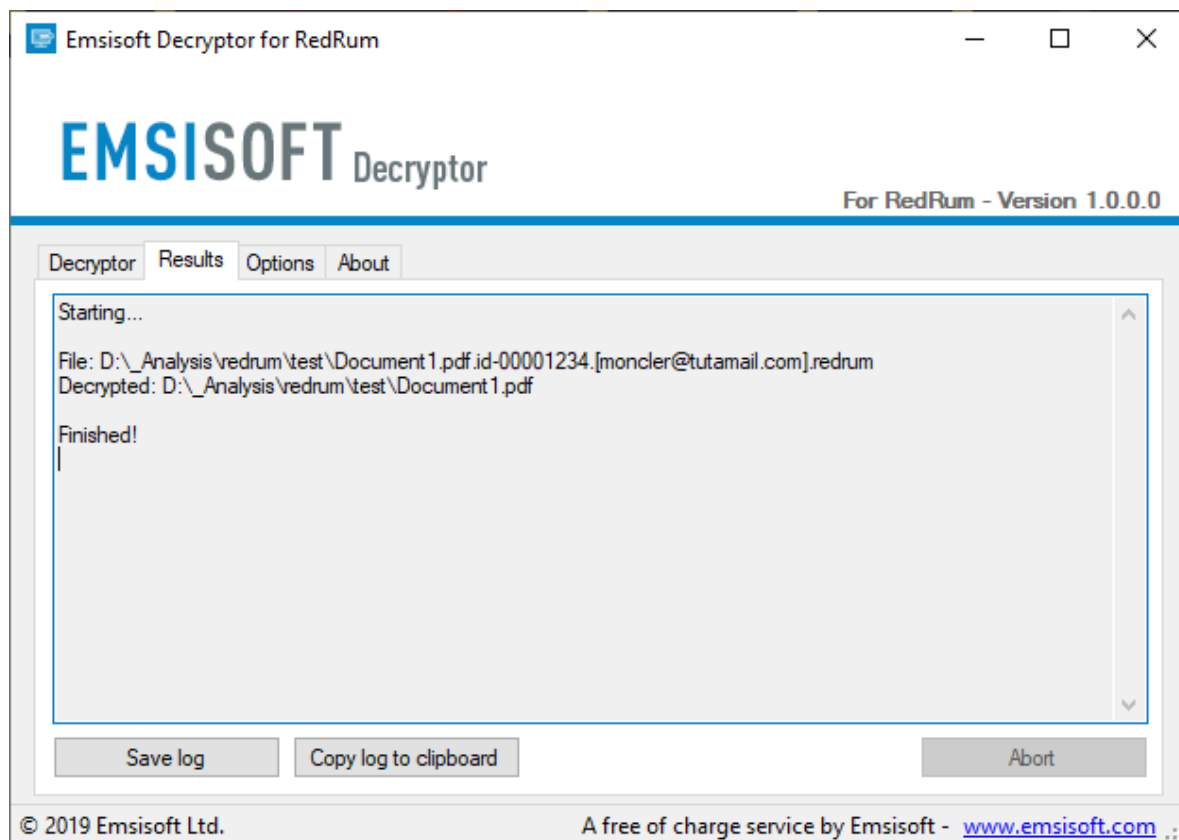 Emsisoft Decryptor for RedRum
EMSISOFT Decryptor
For RedRum - Version 1.0.0.0
Decryptor Results Options About
Starting...
File: D:\_Analysis\redrum\test\Document1.pdf.id-00001234.[moncler@tutamail.com].redrum
Decrypted: D:\_Analysis\redrum\test\Document1.pdf
Finished!
Save log Copy log to clipboard Abort
© 2019 Emsisoft Ltd. A free of charge service by Emsisoft - www.emsisoft.com